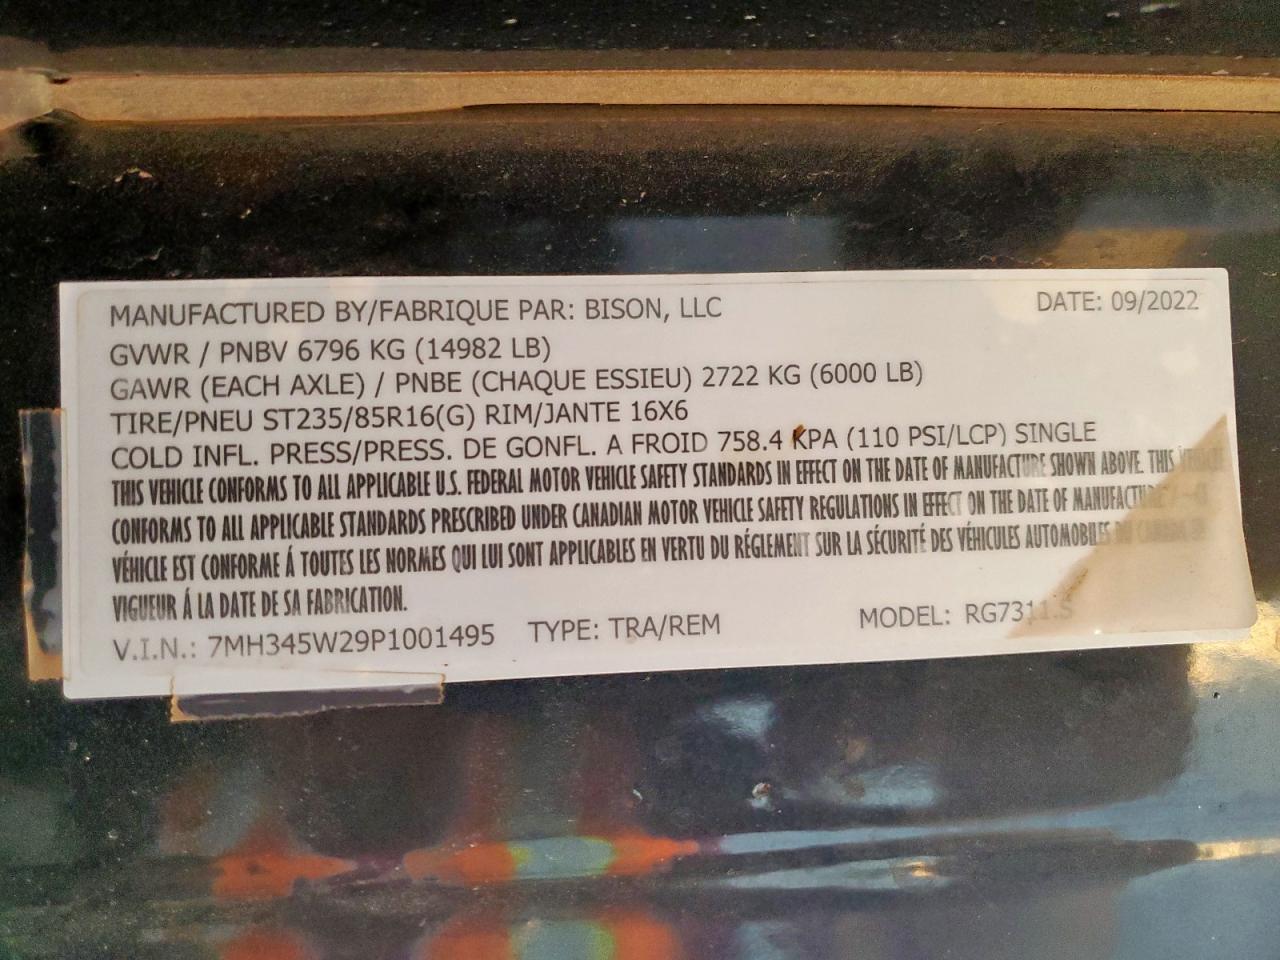 MANUFACTURED BY/FABRIQUE PAR: BISON, LLC DATE: 09/2022
GVWR / PNBV 6796 KG (14982 LB)
GAWR (EACH AXLE) / PNBE (CHAQUE ESSIEU) 2722 KG (6000 LB)
TIRE/PNEU ST235/85R16(G) RIM/JANTE 16X6
COLD INFL. PRESS/PRESS. DE GONFL. A FROID 758.4 KPA (110 PSI/LCP) SINGLE
THIS VEHICLE CONFORMS TO ALL APPLICABLE U.S. FEDERAL MOTOR VEHICLE SAFETY STANDARDS IN EFFECT ON THE DATE OF MANUFACTURE SHOWN ABOVE. THIS VEHICLE
CONFORMS TO ALL APPLICABLE STANDARDS PRESCRIBED UNDER CANADIAN MOTOR VEHICLE SAFETY REGULATIONS IN EFFECT ON THE DATE OF MANUFACTURE.
VÉHICLE EST CONFORME Á TOUTES LES NORMES QUI LUI SONT APPLICABLES EN VERTU DU RÉGLEMENT SUR LA SÉCURITÉ DES VÉHICULES AUTOMOBILES DU CANADA
VIGUEUR Á LA DATE DE SA FABRICATION.
V.I.N.: 7MH345W29P1001495 TYPE: TRA/REM MODEL: RG7311.S